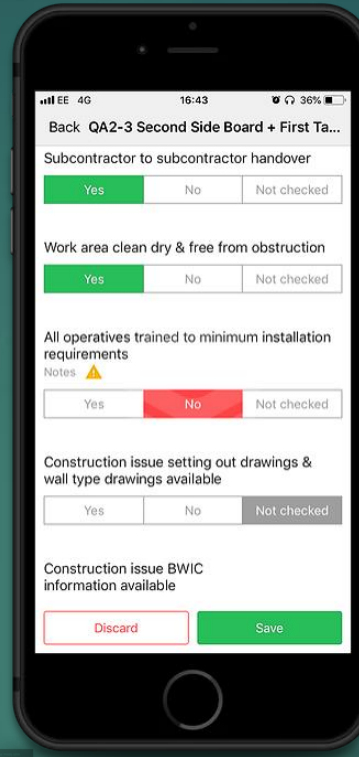 EE 4G 16:43 36%
Back QA2-3 Second Side Board + First Ta...
Subcontractor to subcontractor handover
Yes No Not checked
Work area clean dry & free from obstruction
Yes No Not checked
All operatives trained to minimum installation
requirements
Notes
Yes No Not checked
Construction issue setting out drawings &
wall type drawings available
Yes No Not checked
Construction issue BWIC
information available
Discard Save